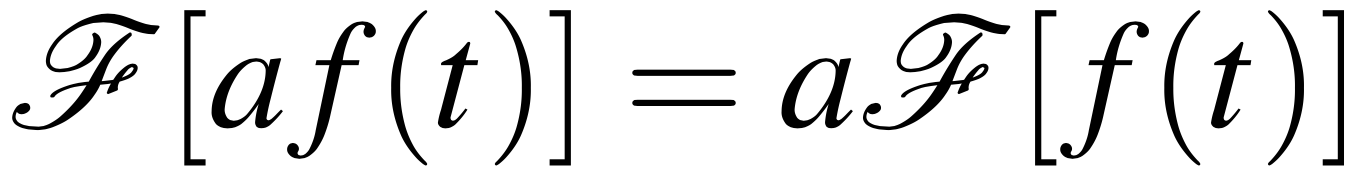 ℱ [af(t)] = aℱ [f(t)]